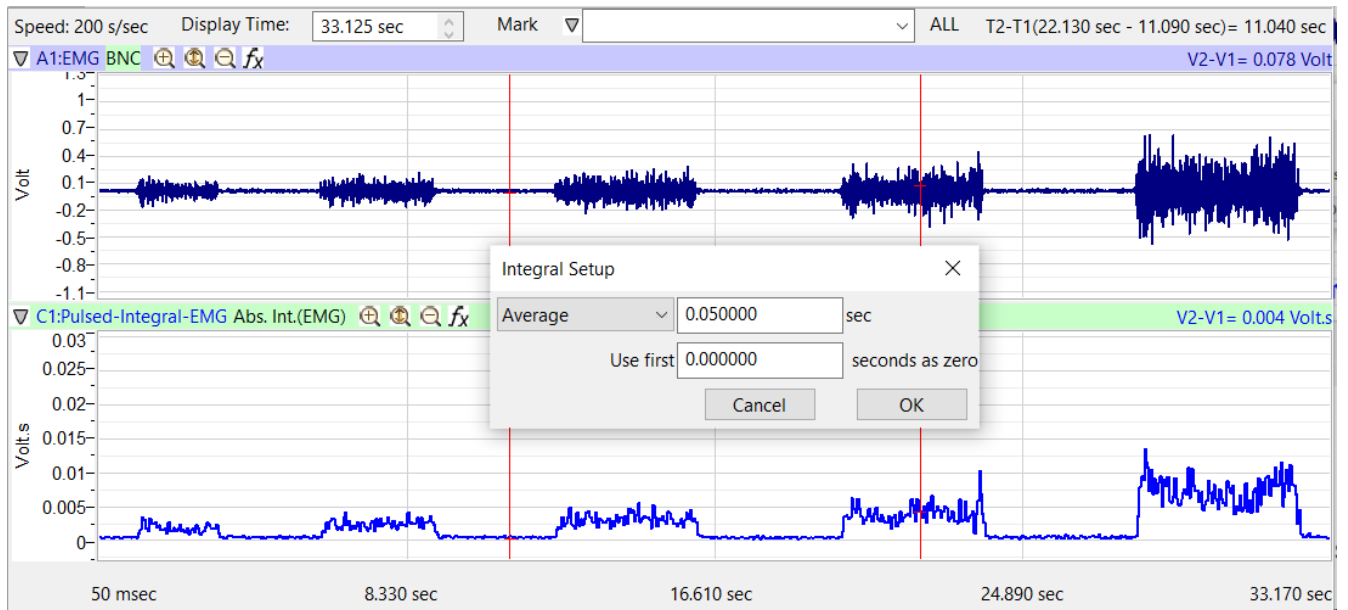 Speed: 200 s/sec Display Time: 33.125 sec Mark ALL T2-T1(22.130 sec - 11.090 sec)= 11.040 sec
A1:EMG BNC fx V2-V1= 0.078 Volt
1.3
1
0.7
0.4
0.1
-0.2
-0.5
-0.8
-1.1
Volt
Integral Setup
Average 0.050000 sec
Use first 0.000000 seconds as zero
Cancel OK
C1:Pulsed-Integral-EMG Abs. Int.(EMG) fx V2-V1= 0.004 Volt.s
0.03
0.025
0.02
0.015
0.01
0.005
0
Volt.s
50 msec 8.330 sec 16.610 sec 24.890 sec 33.170 sec